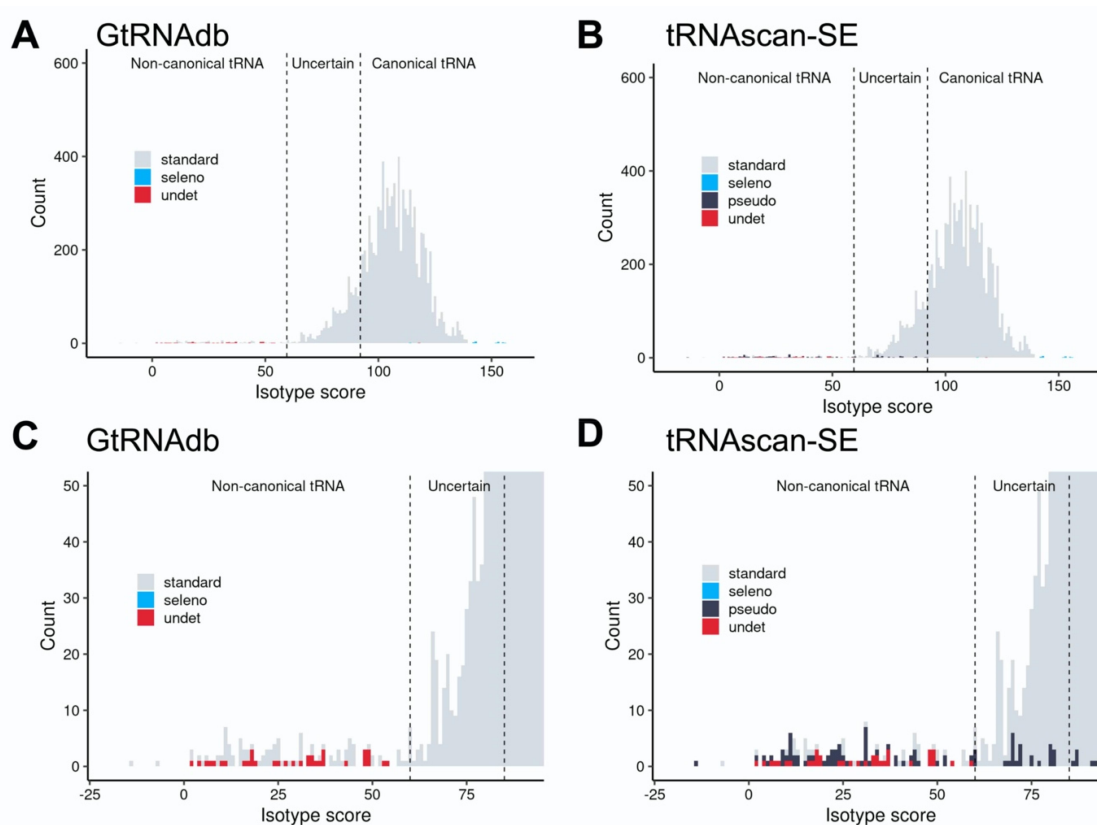 A GtRNAdb
600
400
200
0
Count
Non-canonical tRNA Uncertain Canonical tRNA
standard
seleno
undet
0 50 100 150
Isotype score
B tRNAscan-SE
600
400
200
0
Count
Non-canonical tRNA Uncertain Canonical tRNA
standard
seleno
pseudo
undet
0 50 100 150
Isotype score
C GtRNAdb
50
40
30
20
10
0
Count
Non-canonical tRNA Uncertain
standard
seleno
undet
-25 0 25 50 75
Isotype score
D tRNAscan-SE
50
40
30
20
10
0
Count
Non-canonical tRNA Uncertain
standard
seleno
pseudo
undet
-25 0 25 50 75
Isotype score